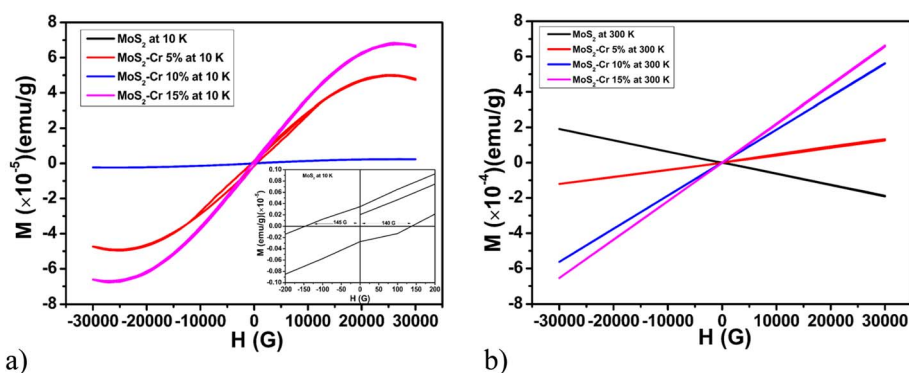 MoS2 at 10 K
MoS2-Cr 5% at 10 K
MoS2-Cr 10% at 10 K
MoS2-Cr 15% at 10 K
M (×10-5)(emu/g)
8
6
4
2
0
-2
-4
-6
-8
-30000 -20000 -10000 0 10000 20000 30000
H (G)
MoS2 at 10 K
M (emu/g)(×10-5)
0.10
0.08
0.06
0.04
0.02
0.00
-0.02
-0.04
-0.06
-0.08
-0.10
145 G
140 G
-200 -150 -100 -50 0 50 100 150 200
H (G)
a)
MoS2 at 300 K
MoS2-Cr 5% at 300 K
MoS2-Cr 10% at 300 K
MoS2-Cr 15% at 300 K
M (×10-4)(emu/g)
8
6
4
2
0
-2
-4
-6
-8
-30000 -20000 -10000 0 10000 20000 30000
H (G)
b)